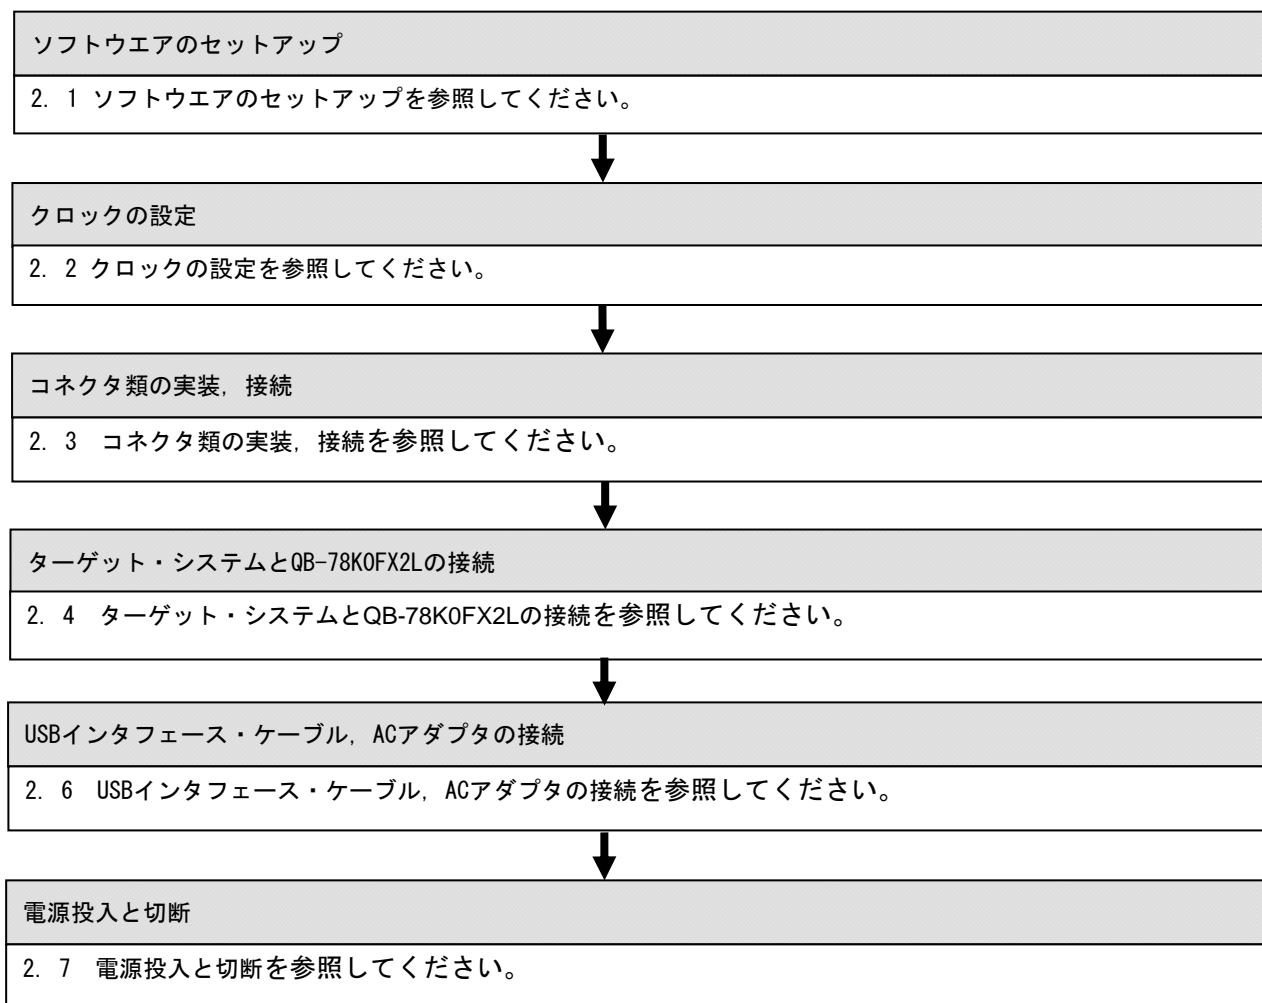 ソフトウエアのセットアップ
2. 1 ソフトウエアのセットアップを参照してください。
クロックの設定
2. 2 クロックの設定を参照してください。
コネクタ類の実装, 接続
2. 3　コネクタ類の実装, 接続を参照してください。
ターゲット・システムとQB-78K0FX2Lの接続
2. 4　ターゲット・システムとQB-78K0FX2Lの接続を参照してください。
USBインタフェース・ケーブル, ACアダプタの接続
2. 6　USBインタフェース・ケーブル, ACアダプタの接続を参照してください。
電源投入と切断
2. 7　電源投入と切断を参照してください。